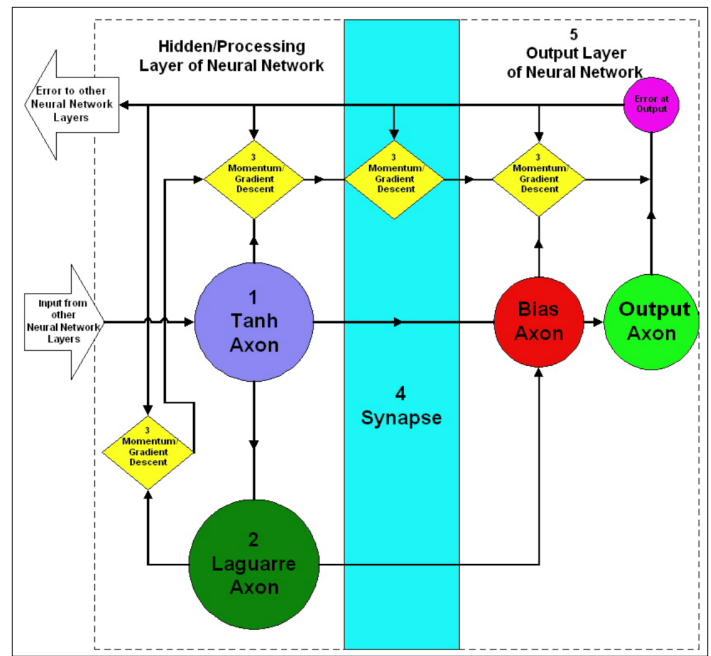 Hidden/Processing
Layer of Neural Network
5
Output Layer
of Neural Network
Error to other
Neural Network
Layers
Error at
Output
3
Momentum/
Gradient
Descent
3
Momentum/
Gradient
Descent
3
Momentum/
Gradient
Descent
Input from
other
Neural Network
Layers
1
Tanh
Axon
Bias
Axon
Output
Axon
4
Synapse
3
Momentum/
Gradient
Descent
2
Laguarre
Axon